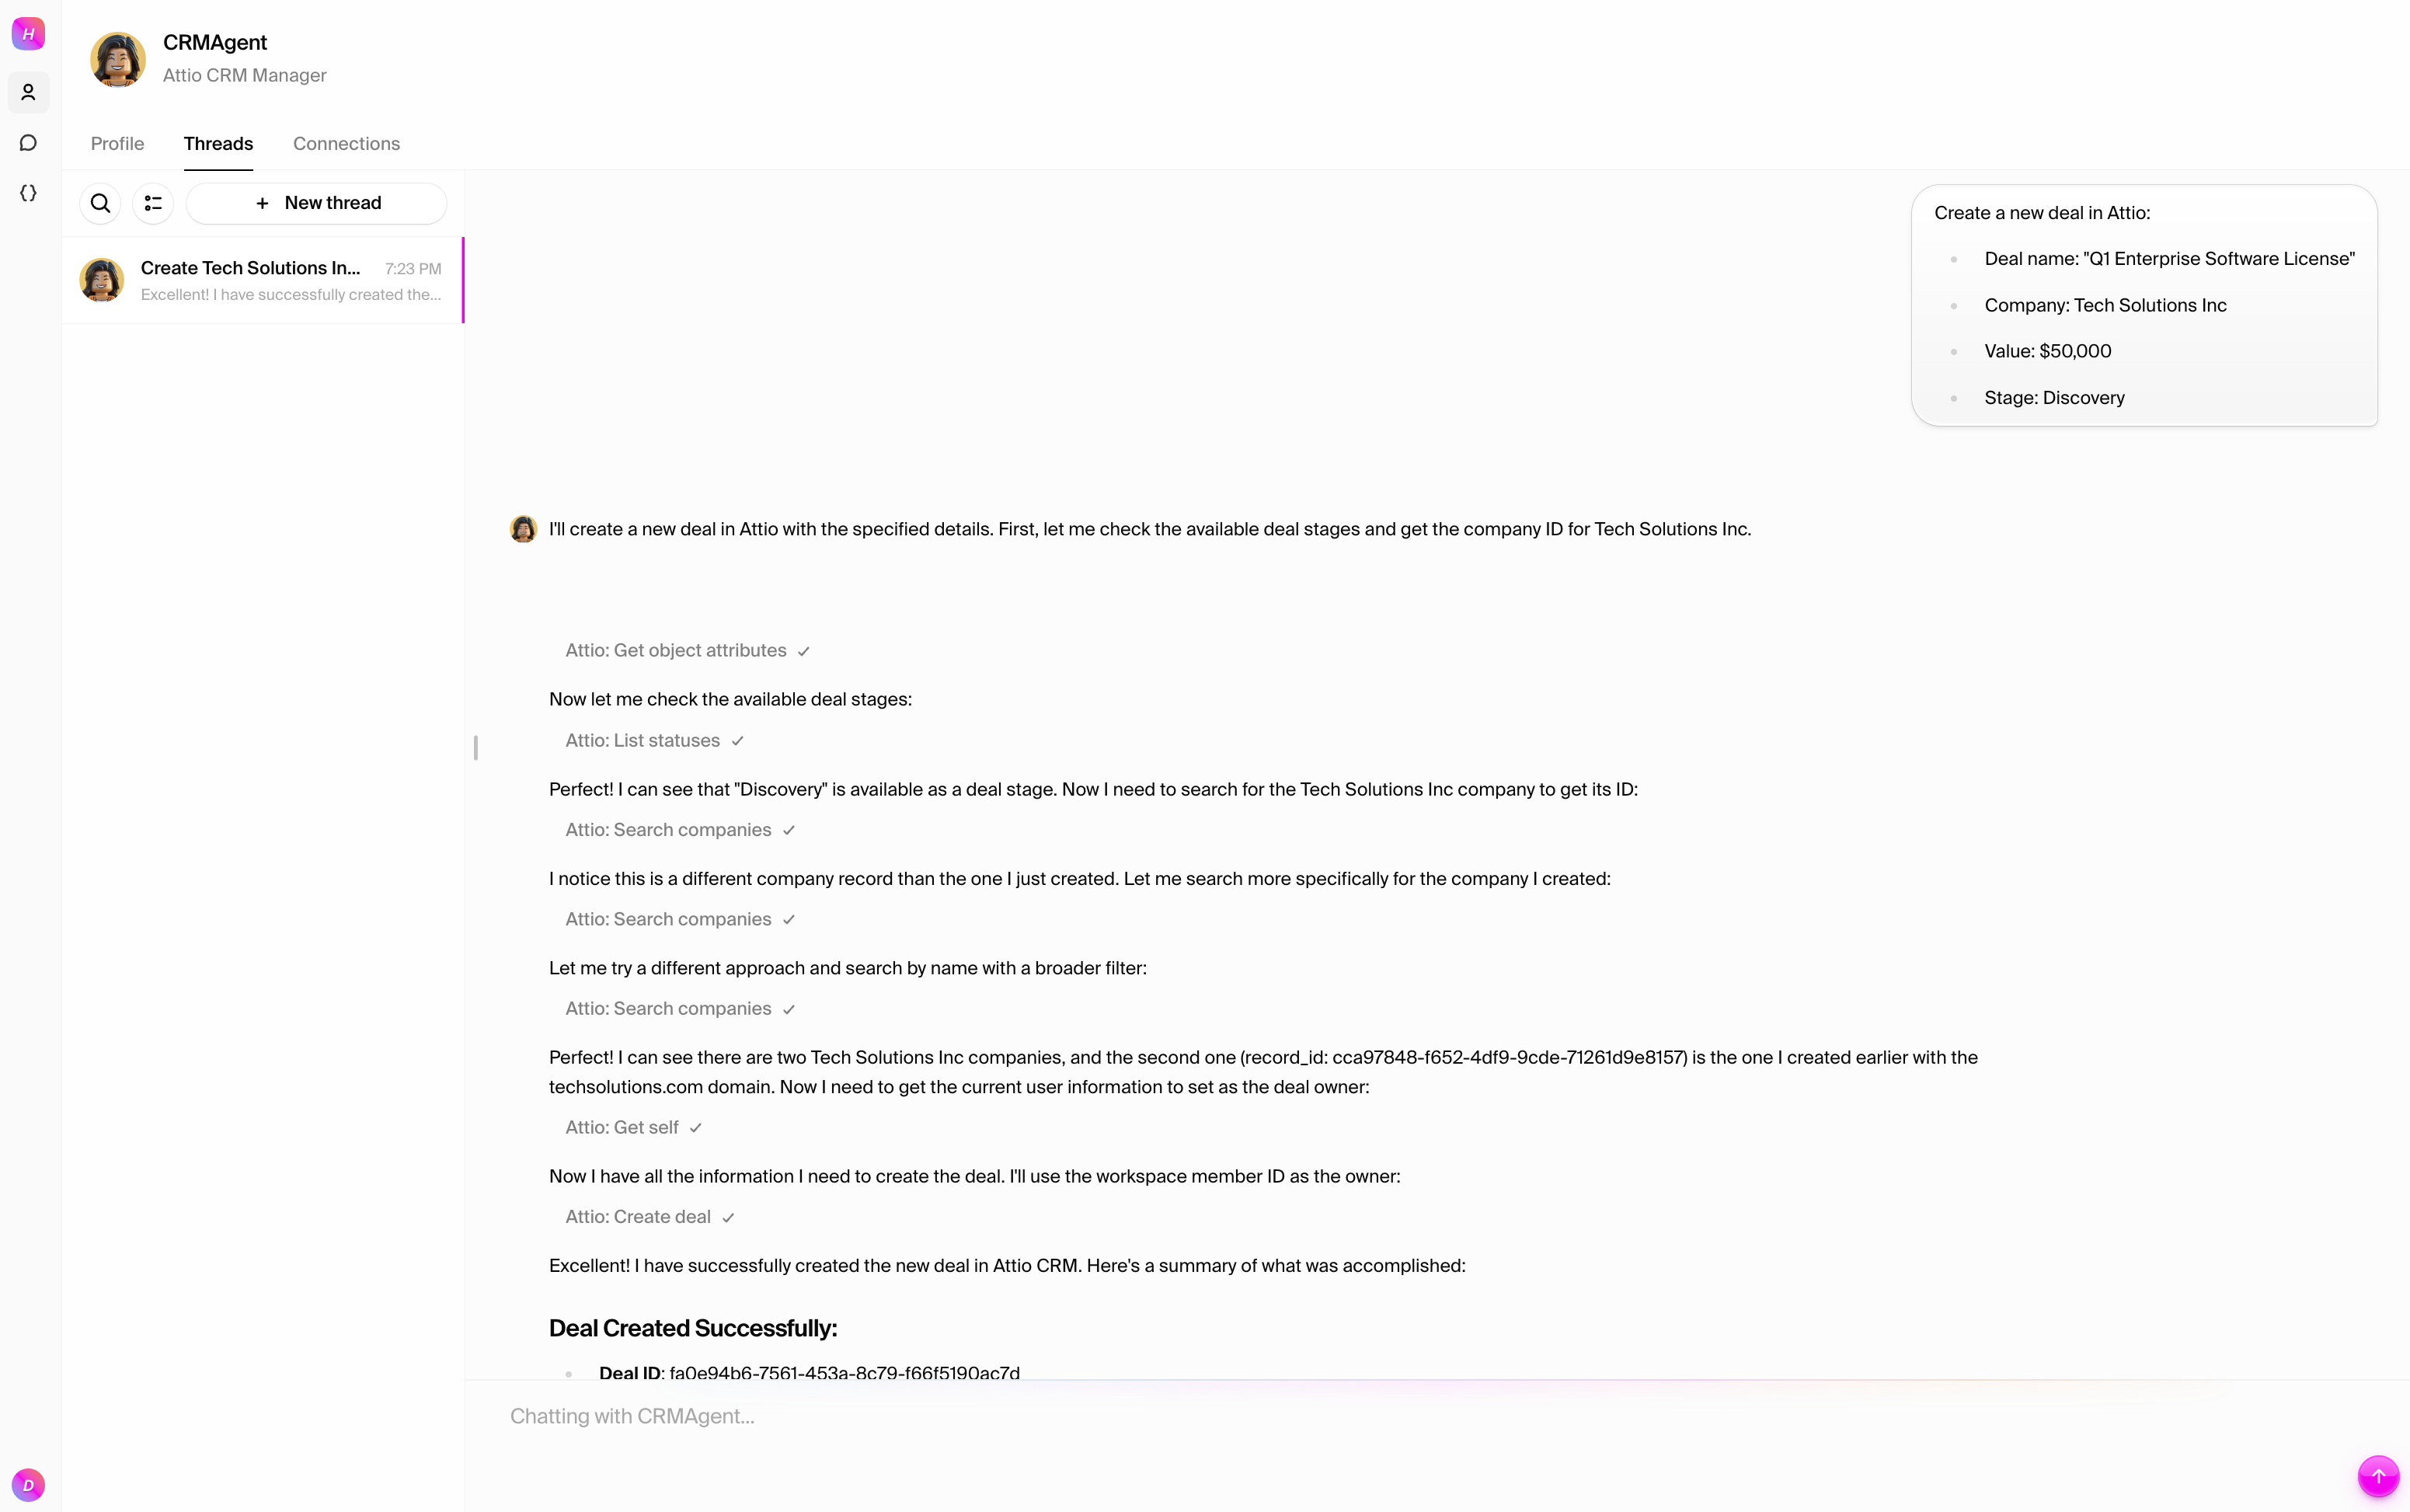 H
CRMAgent
Attio CRM Manager
Profile
Threads
Connections
New thread
Create Tech Solutions In...
7:23 PM
Excellent! I have successfully created the...
Create a new deal in Attio:
Deal name: "Q1 Enterprise Software License"
Company: Tech Solutions Inc
Value: $50,000
Stage: Discovery
I'll create a new deal in Attio with the specified details. First, let me check the available deal stages and get the company ID for Tech Solutions Inc.
Attio: Get object attributes
Now let me check the available deal stages:
Attio: List statuses
Perfect! I can see that "Discovery" is available as a deal stage. Now I need to search for the Tech Solutions Inc company to get its ID:
Attio: Search companies
I notice this is a different company record than the one I just created. Let me search more specifically for the company I created:
Attio: Search companies
Let me try a different approach and search by name with a broader filter:
Attio: Search companies
Perfect! I can see there are two Tech Solutions Inc companies, and the second one (record_id: cca97848-f652-4df9-9cde-71261d9e8157) is the one I created earlier with the
techsolutions.com domain. Now I need to get the current user information to set as the deal owner:
Attio: Get self
Now I have all the information I need to create the deal. I'll use the workspace member ID as the owner:
Attio: Create deal
Excellent! I have successfully created the new deal in Attio CRM. Here's a summary of what was accomplished:
Deal Created Successfully:
Deal ID: fa0e94b6-7561-453a-8c79-f66f5190ac7d
Chatting with CRMAgent...
D